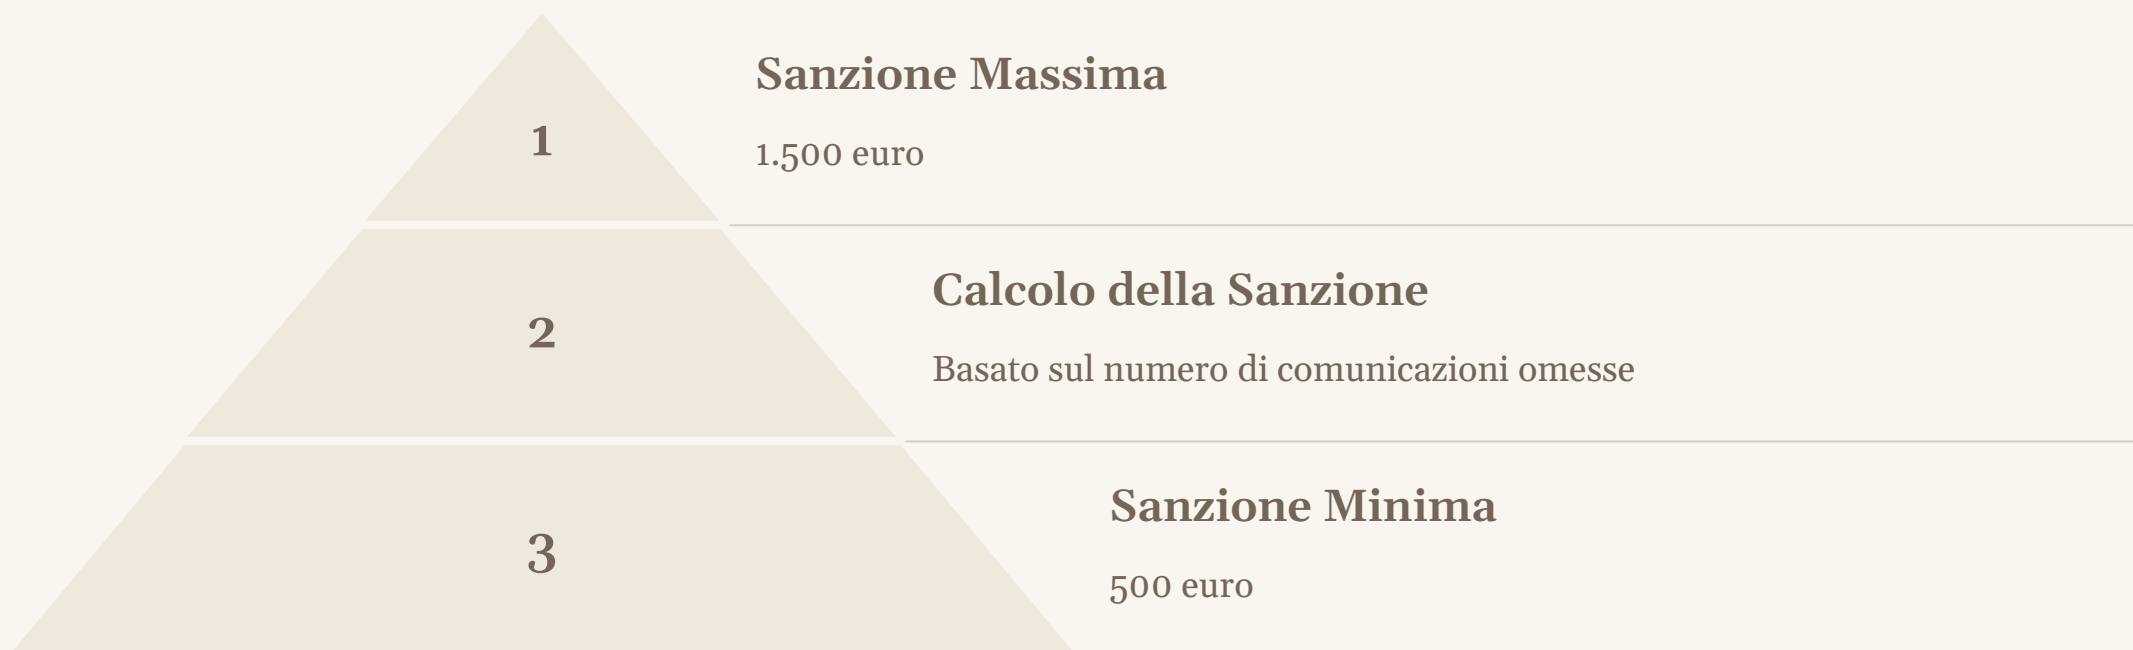 1
Sanzione Massima
1.500 euro
2
Calcolo della Sanzione
Basato sul numero di comunicazioni omesse
3
Sanzione Minima
500 euro